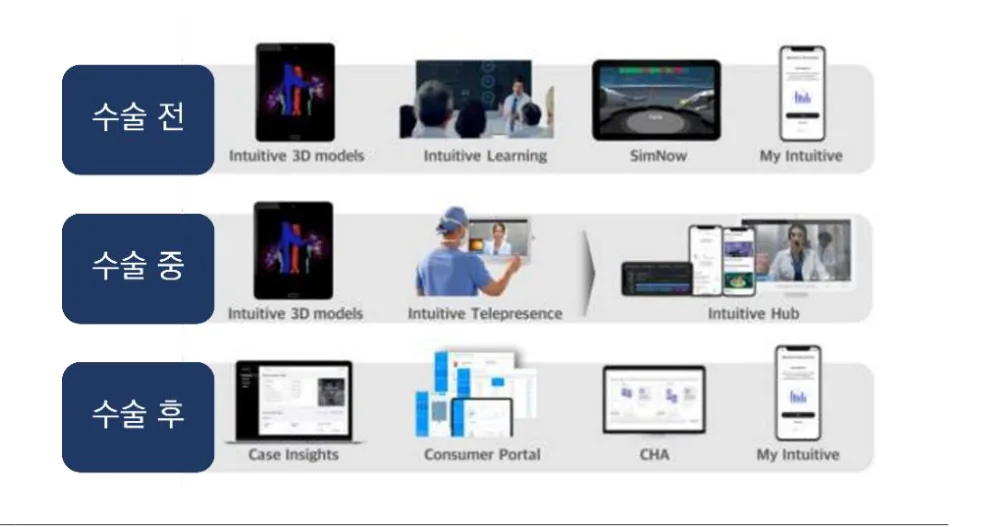 수술 전
Intuitive 3D models
Intuitive Learning
SimNow
My Intuitive
수술 중
Intuitive 3D models
Intuitive Telepresence
Intuitive Hub
수술 후
Case Insights
Consumer Portal
CHA
My Intuitive